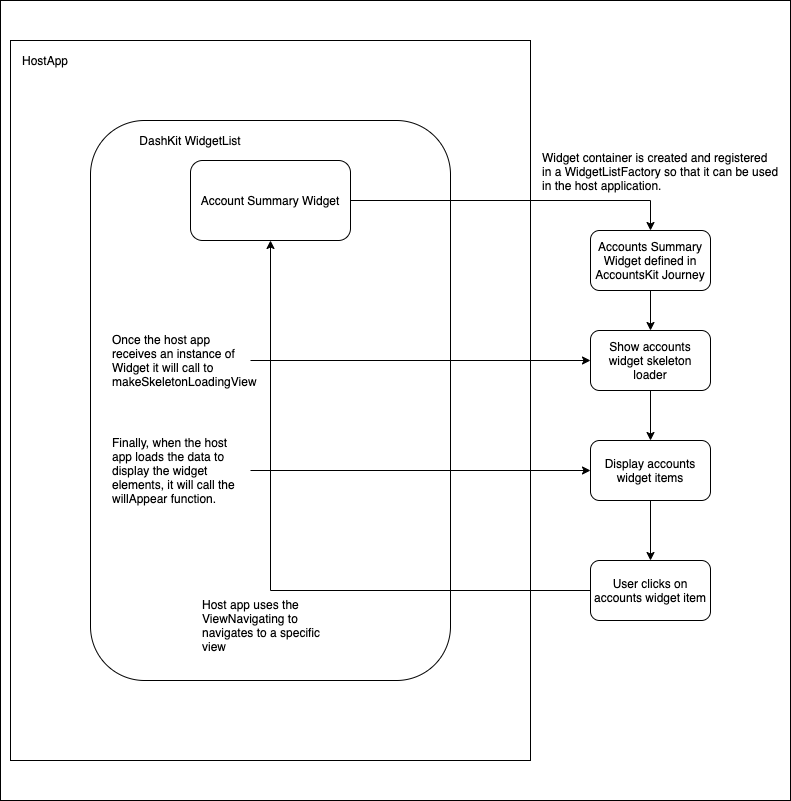 HostApp
DashKit WidgetList
Account Summary Widget
Widget container is created and registered
in a WidgetListFactory so that it can be used
in the host application.
Accounts Summary
Widget defined in
AccountsKit Journey
Once the host app
receives an instance of
Widget it will call to
makeSkeletonLoadingView
Show accounts
widget skeleton
loader
Finally, when the host
app loads the data to
display the widget
elements, it will call the
willAppear function.
Display accounts
widget items
User clicks on
accounts widget item
Host app uses the
ViewNavigating to
navigates to a specific
view